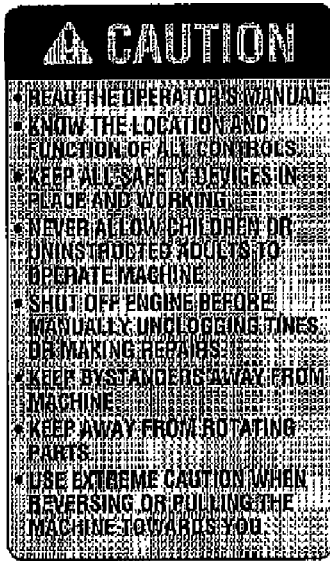 CAUTION
• READ THE OPERATOR'S MANUAL.
• KNOW THE LOCATION AND
FUNCTION OF ALL CONTROLS.
• KEEP ALL SAFETY DEVICES IN
PLACE AND WORKING.
• NEVER ALLOW CHILDREN OR
UNINSTRUCTED ADULTS TO
OPERATE MACHINE.
• SHUT OFF ENGINE BEFORE
MANUALLY UNCLOGGING TINES
OR MAKING REPAIRS.
• KEEP BYSTANDERS AWAY FROM
MACHINE.
• KEEP AWAY FROM ROTATING
PARTS.
• USE EXTREME CAUTION WHEN
REVERSING OR PULLING THE
MACHINE TOWARDS YOU.